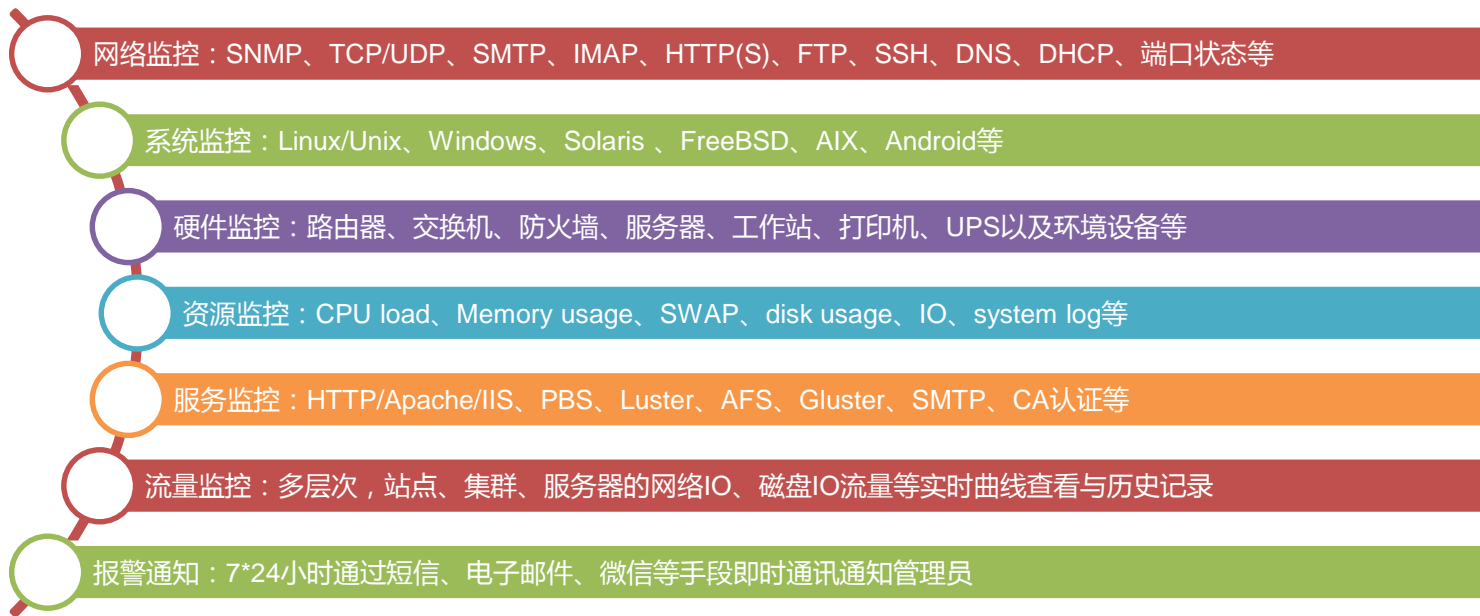 网络监控：SNMP、TCP/UDP、SMTP、IMAP、HTTP(S)、FTP、SSH、DNS、DHCP、端口状态等
系统监控：Linux/Unix、Windows、Solaris 、FreeBSD、AIX、Android等
硬件监控：路由器、交换机、防火墙、服务器、工作站、打印机、UPS以及环境设备等
资源监控：CPU load、Memory usage、SWAP、disk usage、IO、system log等
服务监控：HTTP/Apache/IIS、PBS、Luster、AFS、Gluster、SMTP、CA认证等
流量监控：多层次，站点、集群、服务器的网络IO、磁盘IO流量等实时曲线查看与历史记录
报警通知：7*24小时通过短信、电子邮件、微信等手段即时通讯通知管理员